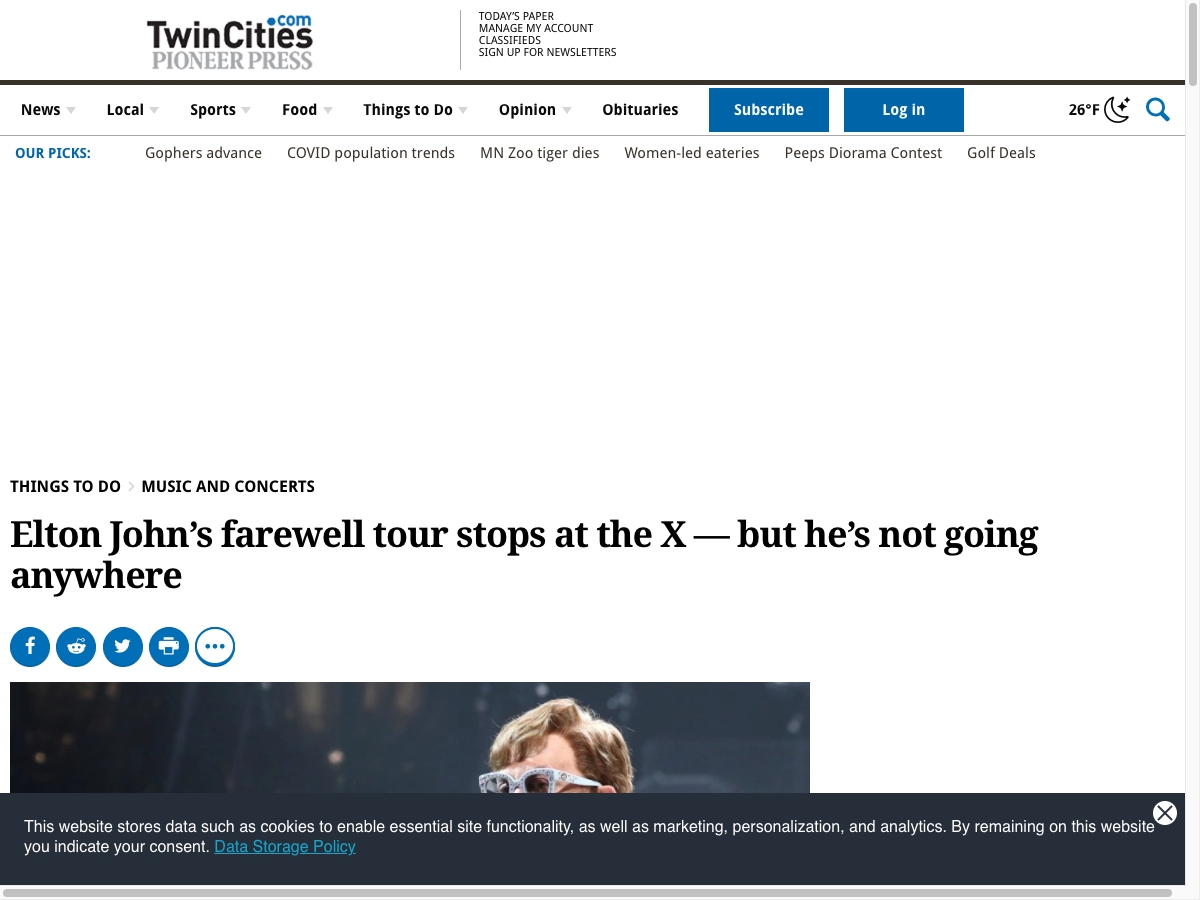 TwinCities.com
PIONEER PRESS
TODAY'S PAPER
MANAGE MY ACCOUNT
CLASSIFIEDS
SIGN UP FOR NEWSLETTERS
News Local Sports Food Things to Do Opinion Obituaries Subscribe Log in 26°F
OUR PICKS: Gophers advance COVID population trends MN Zoo tiger dies Women-led eateries Peeps Diorama Contest Golf Deals
THINGS TO DO > MUSIC AND CONCERTS
Elton John’s farewell tour stops at the X — but he’s not going
anywhere
This website stores data such as cookies to enable essential site functionality, as well as marketing, personalization, and analytics. By remaining on this website
you indicate your consent. Data Storage Policy